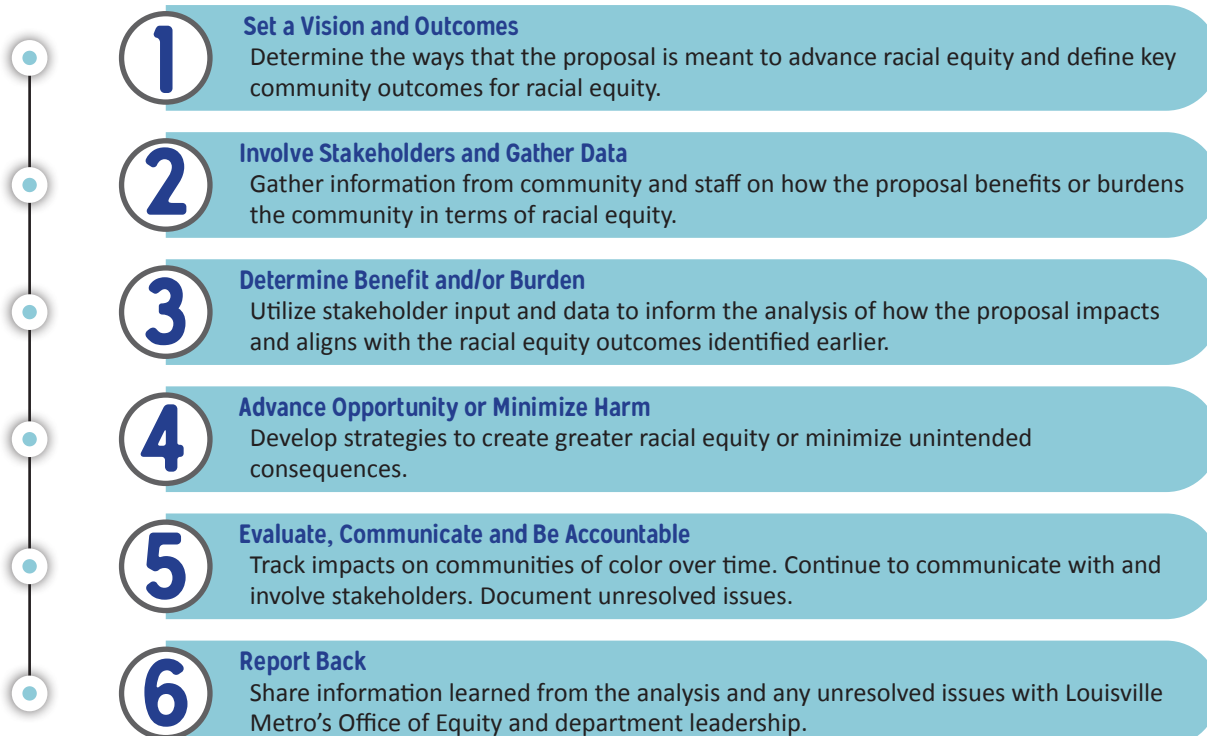 1
Set a Vision and Outcomes
Determine the ways that the proposal is meant to advance racial equity and define key
community outcomes for racial equity.
2
Involve Stakeholders and Gather Data
Gather information from community and staff on how the proposal benefits or burdens
the community in terms of racial equity.
3
Determine Benefit and/or Burden
Utilize stakeholder input and data to inform the analysis of how the proposal impacts
and aligns with the racial equity outcomes identified earlier.
4
Advance Opportunity or Minimize Harm
Develop strategies to create greater racial equity or minimize unintended
consequences.
5
Evaluate, Communicate and Be Accountable
Track impacts on communities of color over time. Continue to communicate with and
involve stakeholders. Document unresolved issues.
6
Report Back
Share information learned from the analysis and any unresolved issues with Louisville
Metro’s Office of Equity and department leadership.